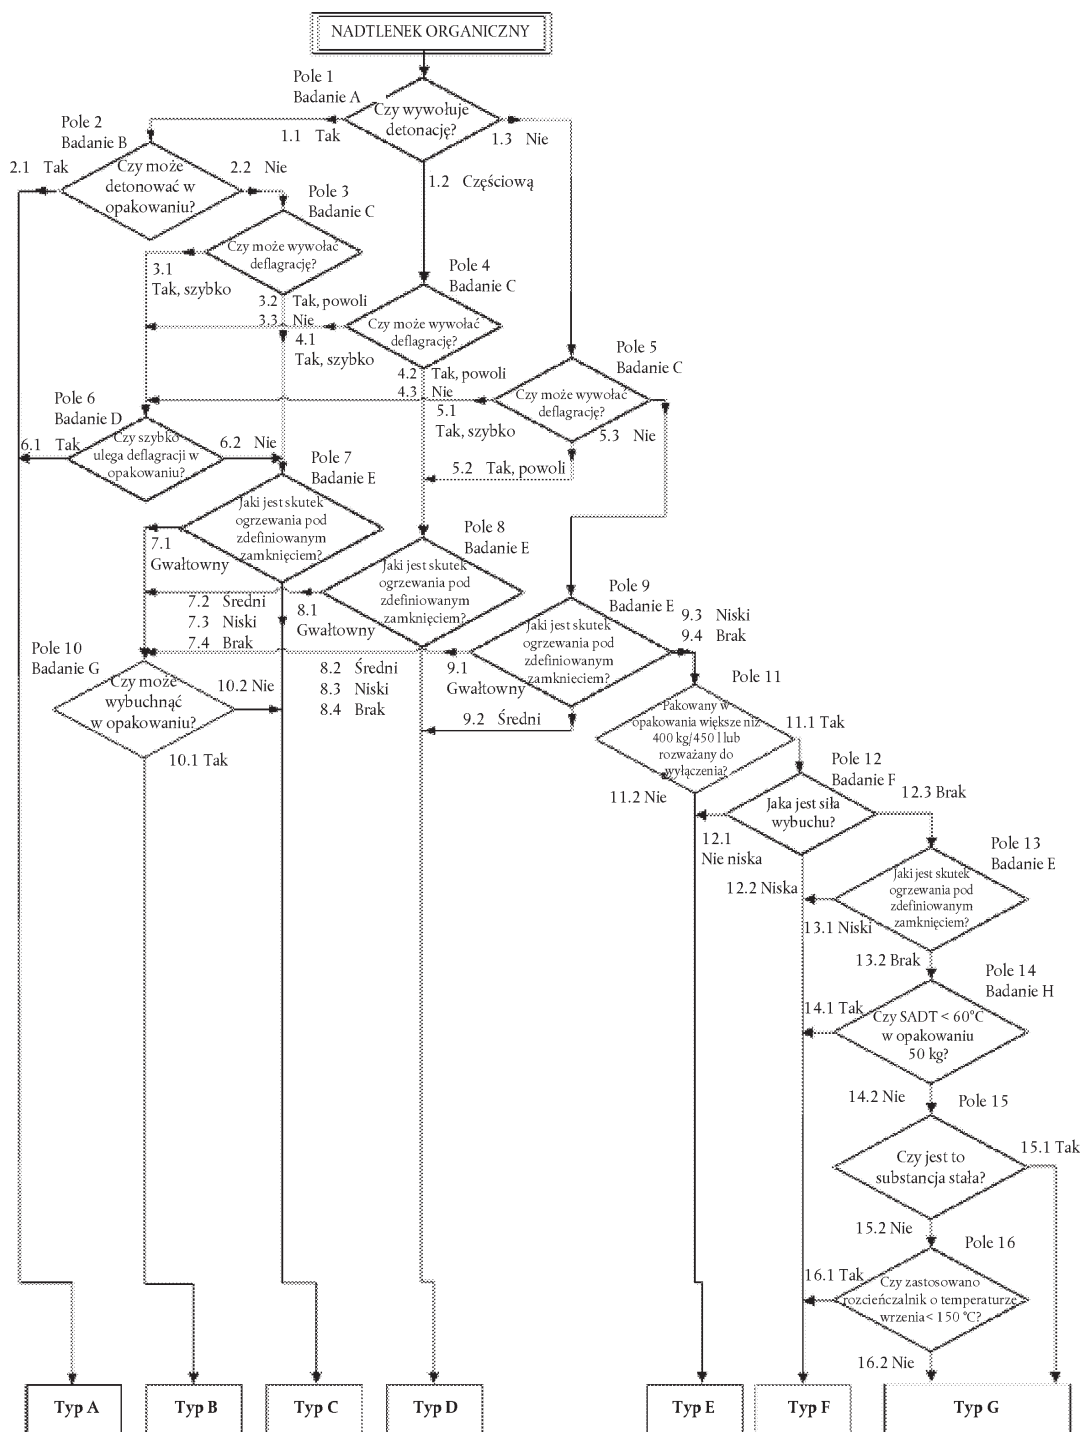 NADTLENEK ORGANICZNY
Pole 1
Badanie A
Czy wywołuje
detonację?
1.1 Tak
1.3 Nie
1.2 Częściową
Pole 2
Badanie B
2.1 Tak
Czy może
detonować w
opakowaniu?
2.2 Nie
Pole 3
Badanie C
Czy może wywołać
deflagrację?
3.1
Tak, szybko
3.2 Tak, powoli
3.3 Nie
Pole 4
Badanie C
Czy może wywołać
deflagrację?
4.1
Tak, szybko
4.2 Tak, powoli
4.3 Nie
Pole 5
Badanie C
Czy może wywołać
deflagrację?
5.1
Tak, szybko
5.3 Nie
5.2 Tak, powoli
Pole 6
Badanie D
6.1 Tak
Czy szybko
ulega deflagracji w
opakowaniu?
6.2 Nie
Pole 7
Badanie E
Jaki jest skutek
ogrzewania pod
zdefiniowanym
zamknięciem?
7.1
Gwałtowny
7.2 Średni
7.3 Niski
7.4 Brak
Pole 8
Badanie E
Jaki jest skutek
ogrzewania pod
zdefiniowanym
zamknięciem?
8.1
Gwałtowny
8.2 Średni
8.3 Niski
8.4 Brak
Pole 9
Badanie E
Jaki jest skutek
ogrzewania pod
zdefiniowanym
zamknieciem?
9.1
Gwałtowny
9.2 Średni
9.3 Niski
9.4 Brak
Pole 10
Badanie G
Czy może
wybuchnąć
w opakowaniu?
10.2 Nie
10.1 Tak
Pole 11
Pakowany w
opakowania większe niż
400 kg/450 l lub
rozważany do
wyłączenia?
11.1 Tak
11.2 Nie
Pole 12
Badanie F
Jaka jest siła
wybuchu?
12.3 Brak
12.1
Nie niska
12.2 Niska
Pole 13
Badanie E
Jaki jest skutek
ogrzewania pod
zdefiniowanym
zamknięciem?
13.1 Niski
13.2 Brak
Pole 14
Badanie H
14.1 Tak
Czy SADT < 60°C
w opakowaniu
50 kg?
14.2 Nie
Pole 15
Czy jest to
substancja stała?
15.1 Tak
15.2 Nie
Pole 16
16.1 Tak
Czy zastosowano
rozcieńczalnik o temperaturze
wrzenia< 150 °C?
16.2 Nie
Typ A
Typ B
Typ C
Typ D
Typ E
Typ F
Typ G